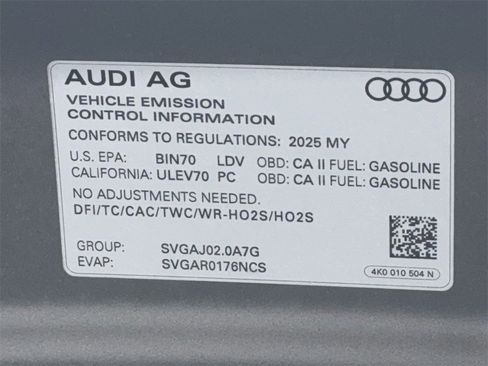 AUDI AG
VEHICLE EMISSION
CONTROL INFORMATION
CONFORMS TO REGULATIONS: 2025 MY
U.S. EPA: BIN70 LDV OBD: CA II FUEL: GASOLINE
CALIFORNIA: ULEV70 PC OBD: CA II FUEL: GASOLINE
NO ADJUSTMENTS NEEDED.
DFI/TC/CAC/TWC/WR-HO2S/HO2S
GROUP: SVGAJ02.0A7G
EVAP: SVGAR0176NCS
4K0 010 504 N